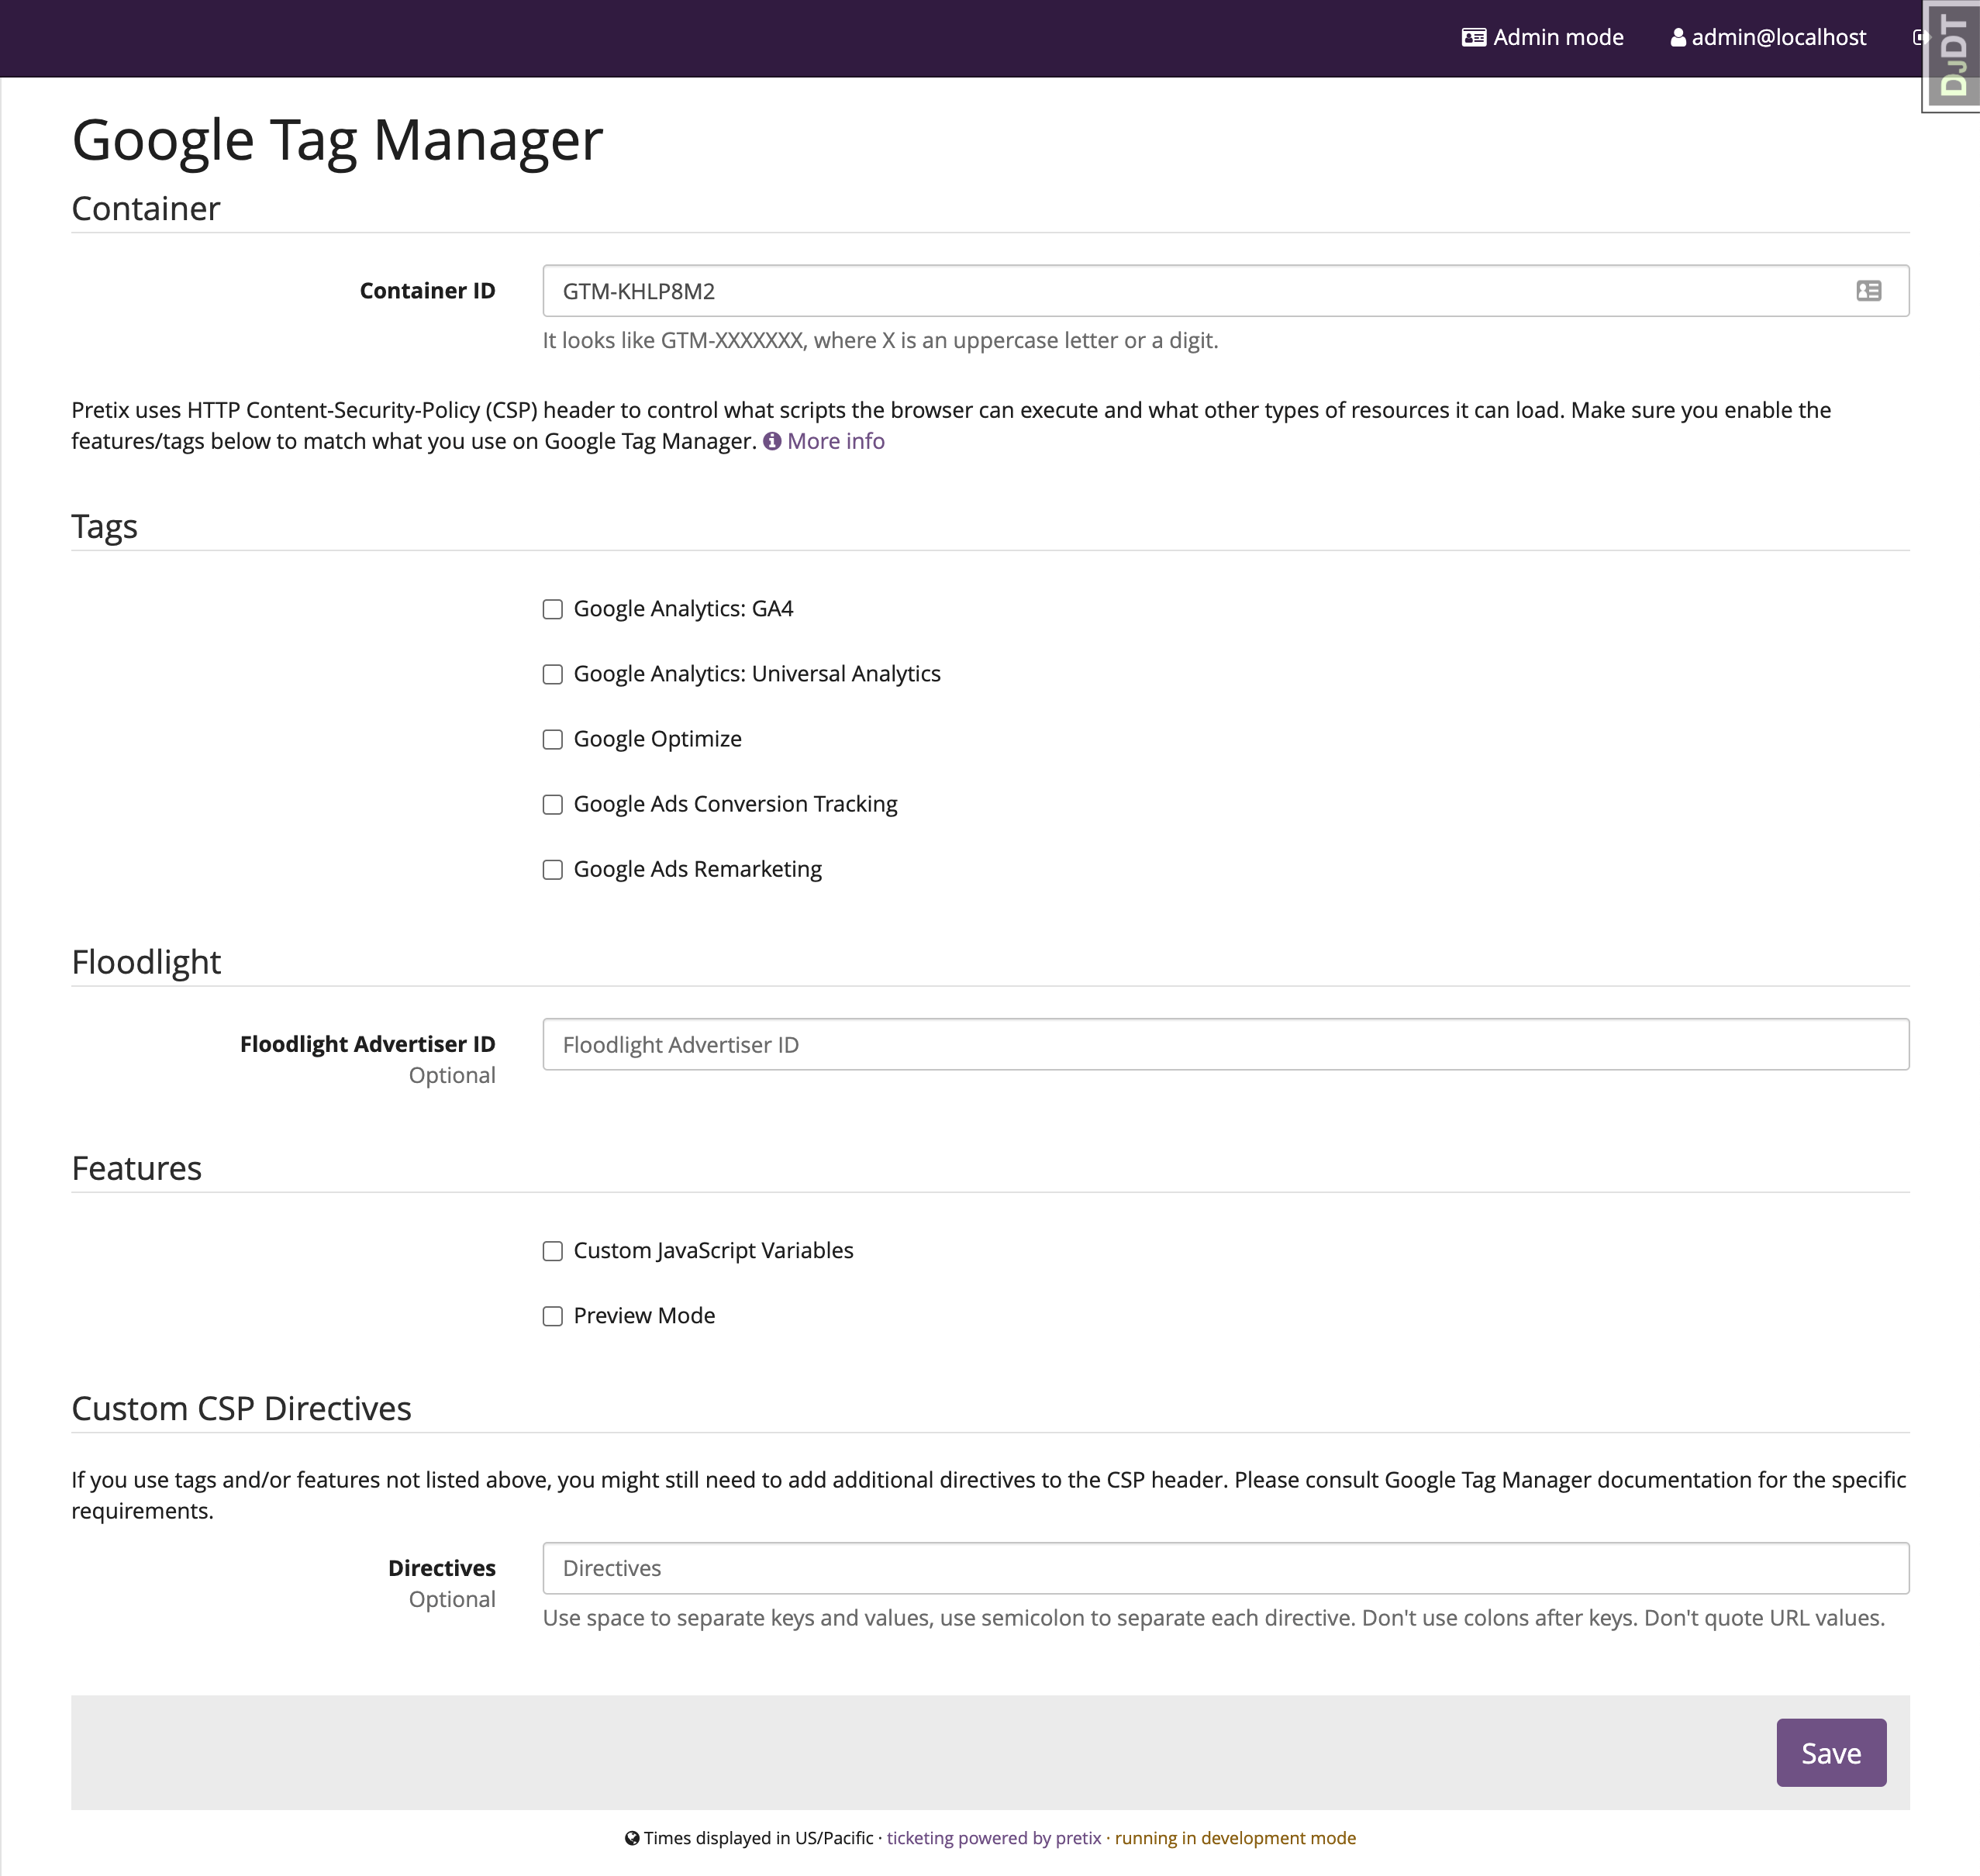 Admin mode
admin@localhost
DJDT
Google Tag Manager
Container
Container ID
GTM-KHLP8M2
It looks like GTM-XXXXXXX, where X is an uppercase letter or a digit.
Pretix uses HTTP Content-Security-Policy (CSP) header to control what scripts the browser can execute and what other types of resources it can load. Make sure you enable the
features/tags below to match what you use on Google Tag Manager. More info
Tags
Google Analytics: GA4
Google Analytics: Universal Analytics
Google Optimize
Google Ads Conversion Tracking
Google Ads Remarketing
Floodlight
Floodlight Advertiser ID
Floodlight Advertiser ID
Optional
Features
Custom JavaScript Variables
Preview Mode
Custom CSP Directives
If you use tags and/or features not listed above, you might still need to add additional directives to the CSP header. Please consult Google Tag Manager documentation for the specific
requirements.
Directives
Directives
Optional
Use space to separate keys and values, use semicolon to separate each directive. Don't use colons after keys. Don't quote URL values.
Save
Times displayed in US/Pacific · ticketing powered by pretix · running in development mode